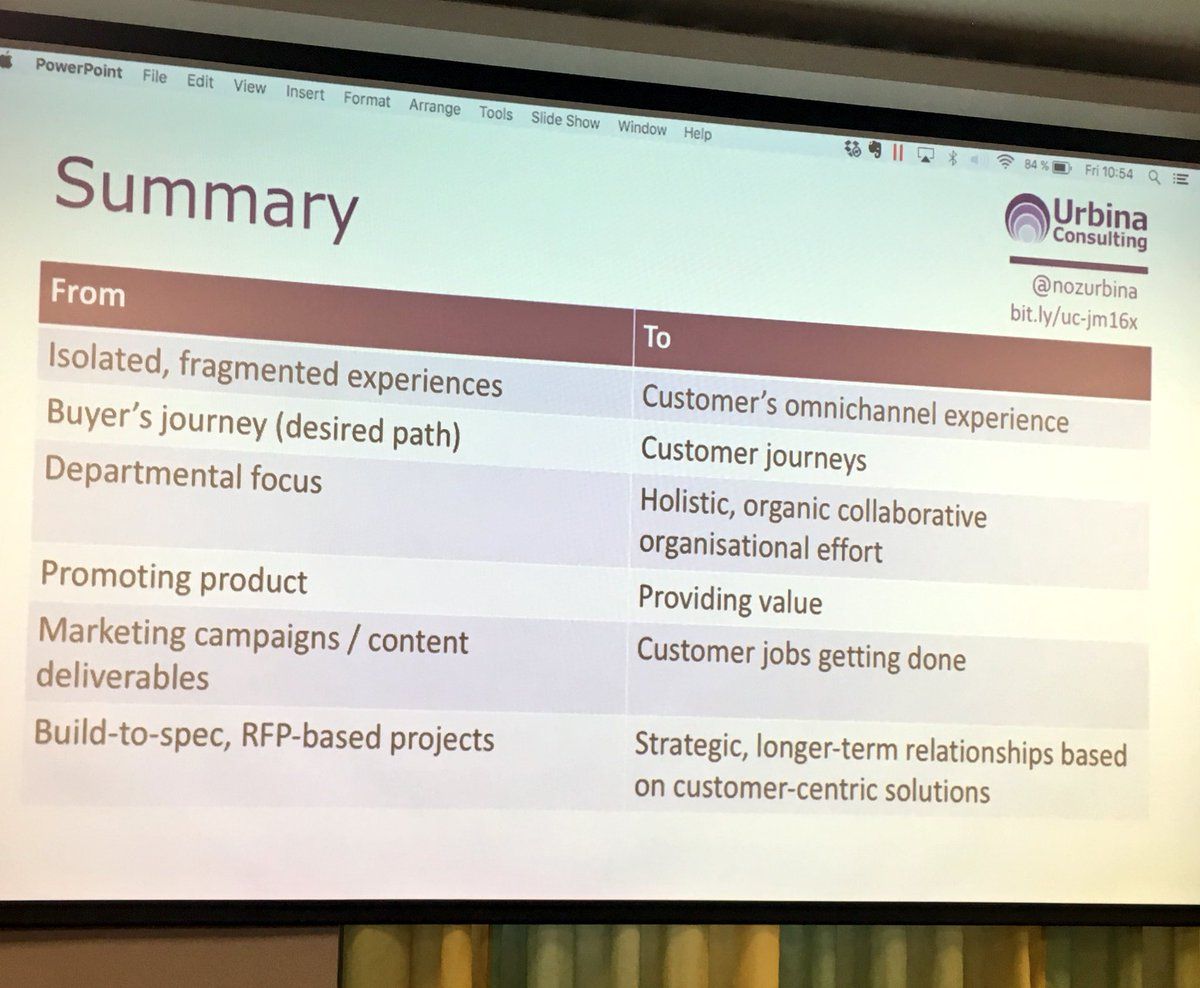 PowerPoint File Edit View Insert Format Arrange Tools Slide Show Window Help 84 % Fri 10:54
Summary
Urbina
Consulting
@nozurbina
bit.ly/uc-jm16x
From To
Isolated, fragmented experiences Customer's omnichannel experience
Buyer's journey (desired path) Customer journeys
Departmental focus Holistic, organic collaborative
organisational effort
Promoting product Providing value
Marketing campaigns / content Customer jobs getting done
deliverables
Build-to-spec, RFP-based projects Strategic, longer-term relationships based
on customer-centric solutions